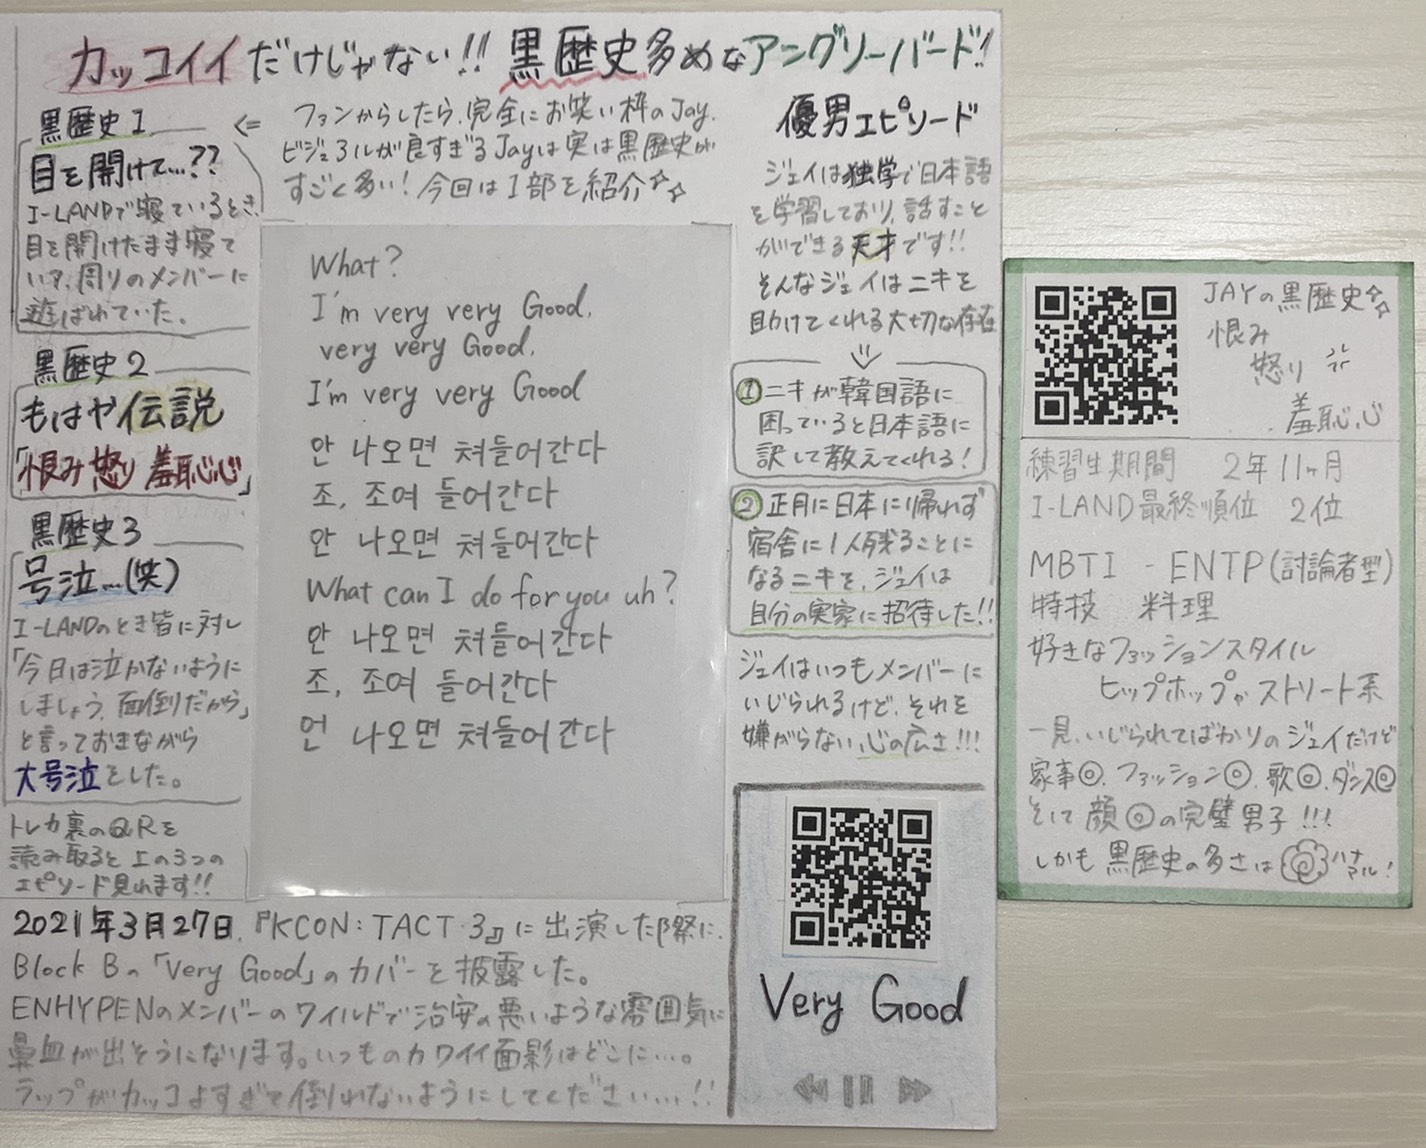 カッコイイだけじゃない!! 黒歴史多めなアングリーバード!
黒歴史1
目を開けて…??
I-LANDで寝ているとき、
目を開けたまま寝て
いて、周りのメンバーに
遊ばれていた。
<=
ファンからしたら、完全にお笑い枠のJay.
ビジュアルが良すぎるJayは実は黒歴史が
すごく多い! 今回は1部を紹介☆☆
黒歴史2
もはや伝説
「恨み 怒り 羞恥心」
黒歴史3
号泣…(笑)
I-LANDのとき皆に対し
「今日は泣かないように
しましょう、面倒だから」
と言っておきながら
大号泣をした。
トレカ裏のQRを
読み取ると上の3つの
エピソード見れます!!
What?
I'm very very Good,
very very Good,
I'm very very Good
안 나오면 쳐들어간다
조, 조여 들어간다
안 나오면 쳐들어간다
What can I do for you uh?
안 나오면 쳐들어간다
조, 조여 들어간다
언 나오면 쳐들어간다
優男エピソード
ジェイは独学で日本語
を学習しており、話すこと
ができる天才です!!
そんなジェイはニキを
助けてくれる大切な存在
①ニキが韓国語に
困っていると日本語に
訳して教えてくれる!
②正月に日本に帰れず
宿舎に1人残ることに
なるニキを、ジェイは
自分の実家に招待した!!
ジェイはいつもメンバーに
いじられるけど、それを
嫌がらない、心の広さ!!!
Very Good
2021年3月27日、『KCON:TACT 3』に出演した際に、
Block Bの「Very Good」のカバーを披露した。
ENHYPENのメンバーのワイルドで治安の悪いような雰囲気に
鼻血が出そうになります。いつものカワイイ面影はどこに…。
ラップがカッコよすぎて倒れないようにしてください…!!
JAYの黒歴史☆☆
恨み
怒り
羞恥心
練習生期間 2年11ヶ月
I-LAND最終順位 2位
MBTI - ENTP(討論者型)
特技 料理
好きなファッションスタイル
ヒップホップやストリート系
一見、いじられてばかりのジェイだけど
家事◎、ファッション◎、歌◎、ダンス◎
そして顔◎の完璧男子!!!
しかも黒歴史の多さはハナマル!